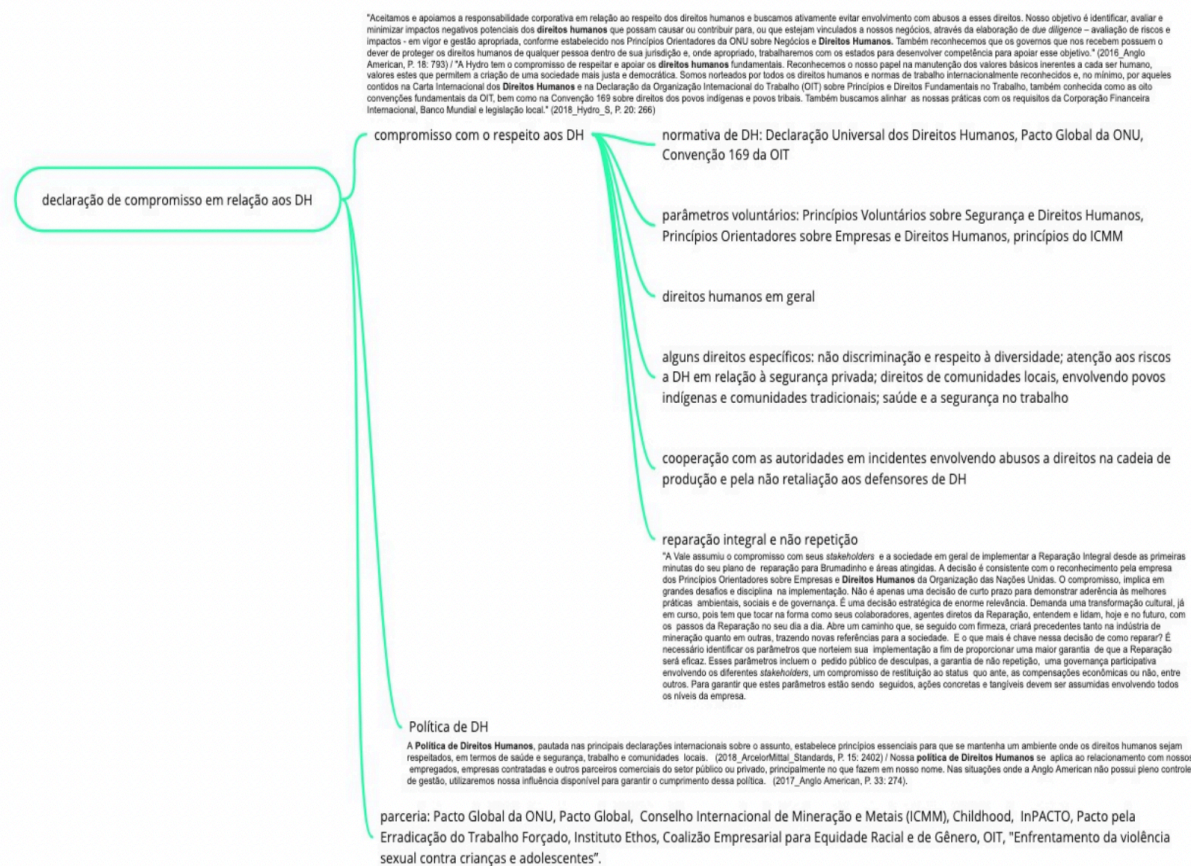 "Aceitamos e apoiamos a responsabilidade corporativa em relação ao respeito dos direitos humanos e buscamos ativamente evitar envolvimento com abusos a esses direitos. Nosso objetivo é identificar, avaliar e
minimizar impactos negativos potenciais dos direitos humanos que possam causar ou contribuir para, ou que estejam vinculados a nossos negócios, através da elaboração de due diligence – avaliação de riscos e
impactos - em vigor e gestão apropriada, conforme estabelecido nos Princípios Orientadores da ONU sobre Negócios e Direitos Humanos. Também reconhecemos que os governos que nos recebem possuem o
dever de proteger os direitos humanos de qualquer pessoa dentro de sua jurisdição e, onde apropriado, trabalharemos com os estados para desenvolver competência para apoiar esse objetivo." (2016_Anglo
American, P. 18: 793) / "A Hydro tem o compromisso de respeitar e apoiar os direitos humanos fundamentais. Reconhecemos o nosso papel na manutenção dos valores básicos inerentes a cada ser humano,
valores estes que permitem a criação de uma sociedade mais justa e democrática. Somos norteados por todos os direitos humanos e normas de trabalho internacionalmente reconhecidos e, no mínimo, por aqueles
contidos na Carta Internacional dos Direitos Humanos e na Declaração da Organização Internacional do Trabalho (OIT) sobre Princípios e Direitos Fundamentais no Trabalho, também conhecida como as oito
convenções fundamentais da OIT, bem como na Convenção 169 sobre direitos dos povos indígenas e povos tribais. Também buscamos alinhar as nossas práticas com os requisitos da Corporação Financeira
Internacional, Banco Mundial e legislação local." (2018_Hydro_S, P. 20: 266)
compromisso com o respeito aos DH
normativa de DH: Declaração Universal dos Direitos Humanos, Pacto Global da ONU,
Convenção 169 da OIT
declaração de compromisso em relação aos DH
parâmetros voluntários: Princípios Voluntários sobre Segurança e Direitos Humanos,
Princípios Orientadores sobre Empresas e Direitos Humanos, princípios do ICMM
direitos humanos em geral
alguns direitos específicos: não discriminação e respeito à diversidade; atenção aos riscos
a DH em relação à segurança privada; direitos de comunidades locais, envolvendo povos
indígenas e comunidades tradicionais; saúde e a segurança no trabalho
cooperação com as autoridades em incidentes envolvendo abusos a direitos na cadeia de
produção e pela não retaliação aos defensores de DH
reparação integral e não repetição
"A Vale assumiu o compromisso com seus stakeholders e a sociedade em geral de implementar a Reparação Integral desde as primeiras
minutas do seu plano de reparação para Brumadinho e áreas atingidas. A decisão é consistente com o reconhecimento pela empresa
dos Princípios Orientadores sobre Empresas e Direitos Humanos da Organização das Nações Unidas. O compromisso, implica em
grandes desafios e disciplina na implementação. Não é apenas uma decisão de curto prazo para demonstrar aderência às melhores
práticas ambientais, sociais e de governança. É uma decisão estratégica de enorme relevância. Demanda uma transformação cultural, já
em curso, pois tem que tocar na forma como seus colaboradores, agentes diretos da Reparação, entendem e lidam, hoje e no futuro, com
os passos da Reparação no seu dia a dia. Abre um caminho que, se seguido com firmeza, criará precedentes tanto na indústria de
mineração quanto em outras, trazendo novas referências para a sociedade. E o que mais é chave nessa decisão de como reparar? É
necessário identificar os parâmetros que norteiem sua implementação a fim de proporcionar uma maior garantia de que a Reparação
será eficaz. Esses parâmetros incluem o pedido público de desculpas, a garantia de não repetição, uma governança participativa
envolvendo os diferentes stakeholders, um compromisso de restituição ao status quo ante, as compensações econômicas ou não, entre
outros. Para garantir que estes parâmetros estão sendo seguidos, ações concretas e tangíveis devem ser assumidas envolvendo todos
os níveis da empresa.
Política de DH
A Política de Direitos Humanos, pautada nas principais declarações internacionais sobre o assunto, estabelece princípios essenciais para que se mantenha um ambiente onde os direitos humanos sejam
respeitados, em termos de saúde e segurança, trabalho e comunidades locais. (2018_ArcelorMittal_Standards, P. 15: 2402) / Nossa política de Direitos Humanos se aplica ao relacionamento com nossos
empregados, empresas contratadas e outros parceiros comerciais do setor público ou privado, principalmente no que fazem em nosso nome. Nas situações onde a Anglo American não possui pleno controle
de gestão, utilizaremos nossa influência disponível para garantir o cumprimento dessa política. (2017_Anglo American, P. 33: 274).
parceria: Pacto Global da ONU, Pacto Global, Conselho Internacional de Mineração e Metais (ICMM), Childhood, InPACTO, Pacto pela
Erradicação do Trabalho Forçado, Instituto Ethos, Coalizão Empresarial para Equidade Racial e de Gênero, OIT, "Enfrentamento da violência
sexual contra crianças e adolescentes”.